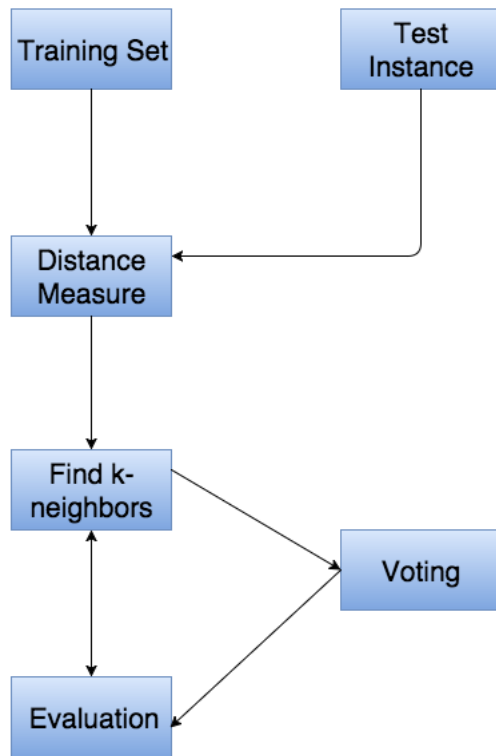 Training Set
Test
Instance
Distance
Measure
Find k-
neighbors
Voting
Evaluation